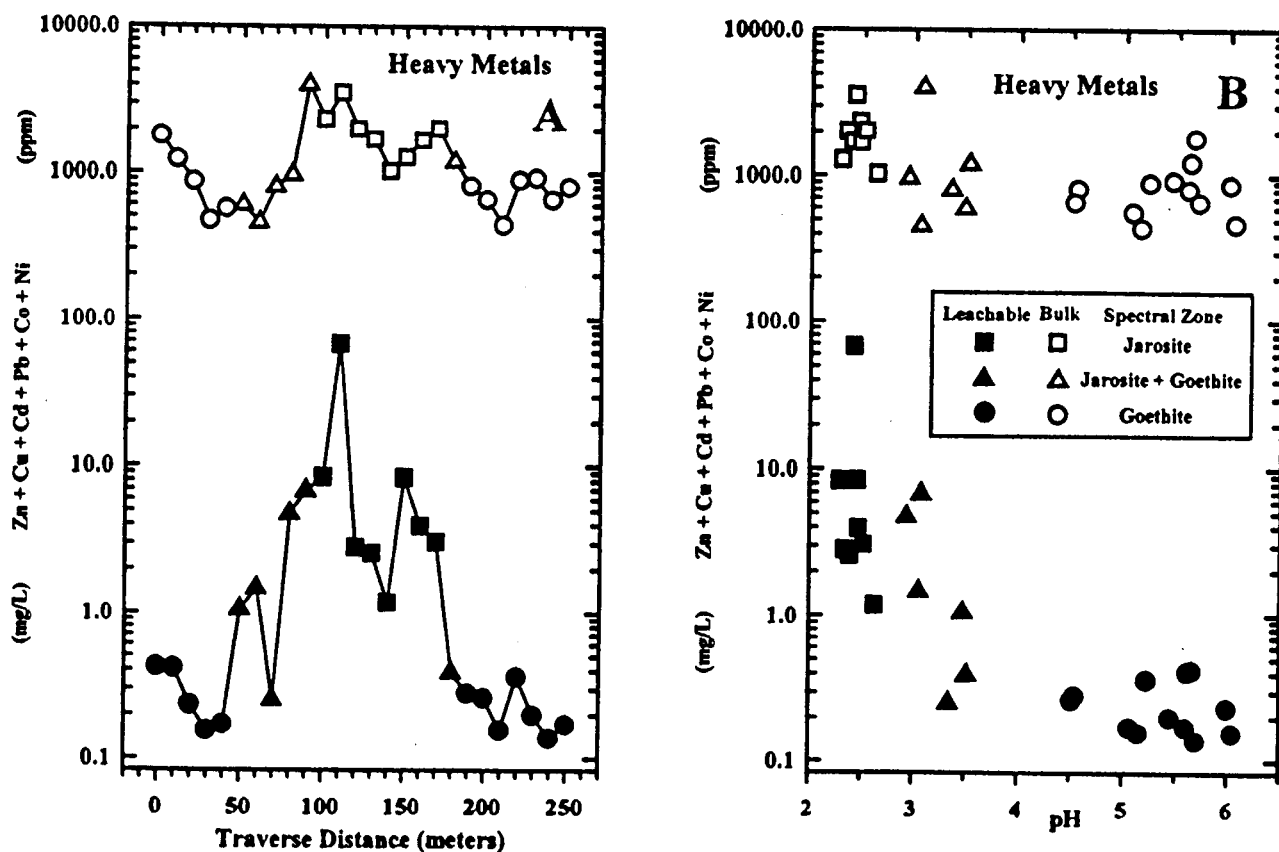 10000.0
1000.0
100.0
10.0
1.0
0.1
(mg/L) Zn + Cu + Cd + Pb + Co + Ni (ppm)
Heavy Metals
A
0 50 100 150 200 250
Traverse Distance (meters)
10000.0
1000.0
100.0
10.0
1.0
0.1
(mg/L) Zn + Cu + Cd + Pb + Co + Ni (ppm)
Heavy Metals
B
Leachable Bulk Spectral Zone
Jarosite
Jarosite + Goethite
Goethite
2 3 4 5 6
pH